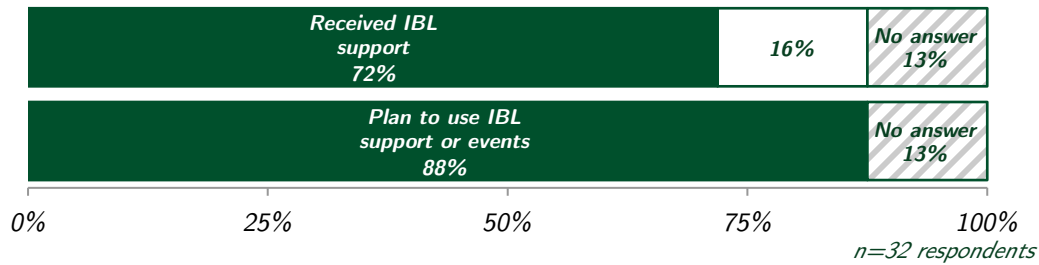 Received IBL
support
72%
16%
No answer
13%
Plan to use IBL
support or events
88%
No answer
13%
0%
25%
50%
75%
100%
n=32 respondents